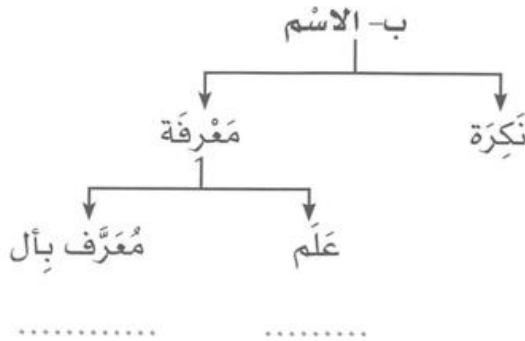 ب- الاسْم
نَكِرَة مَعْرِفَة
عَلَم مُعَرَّف بِأل
......... ............